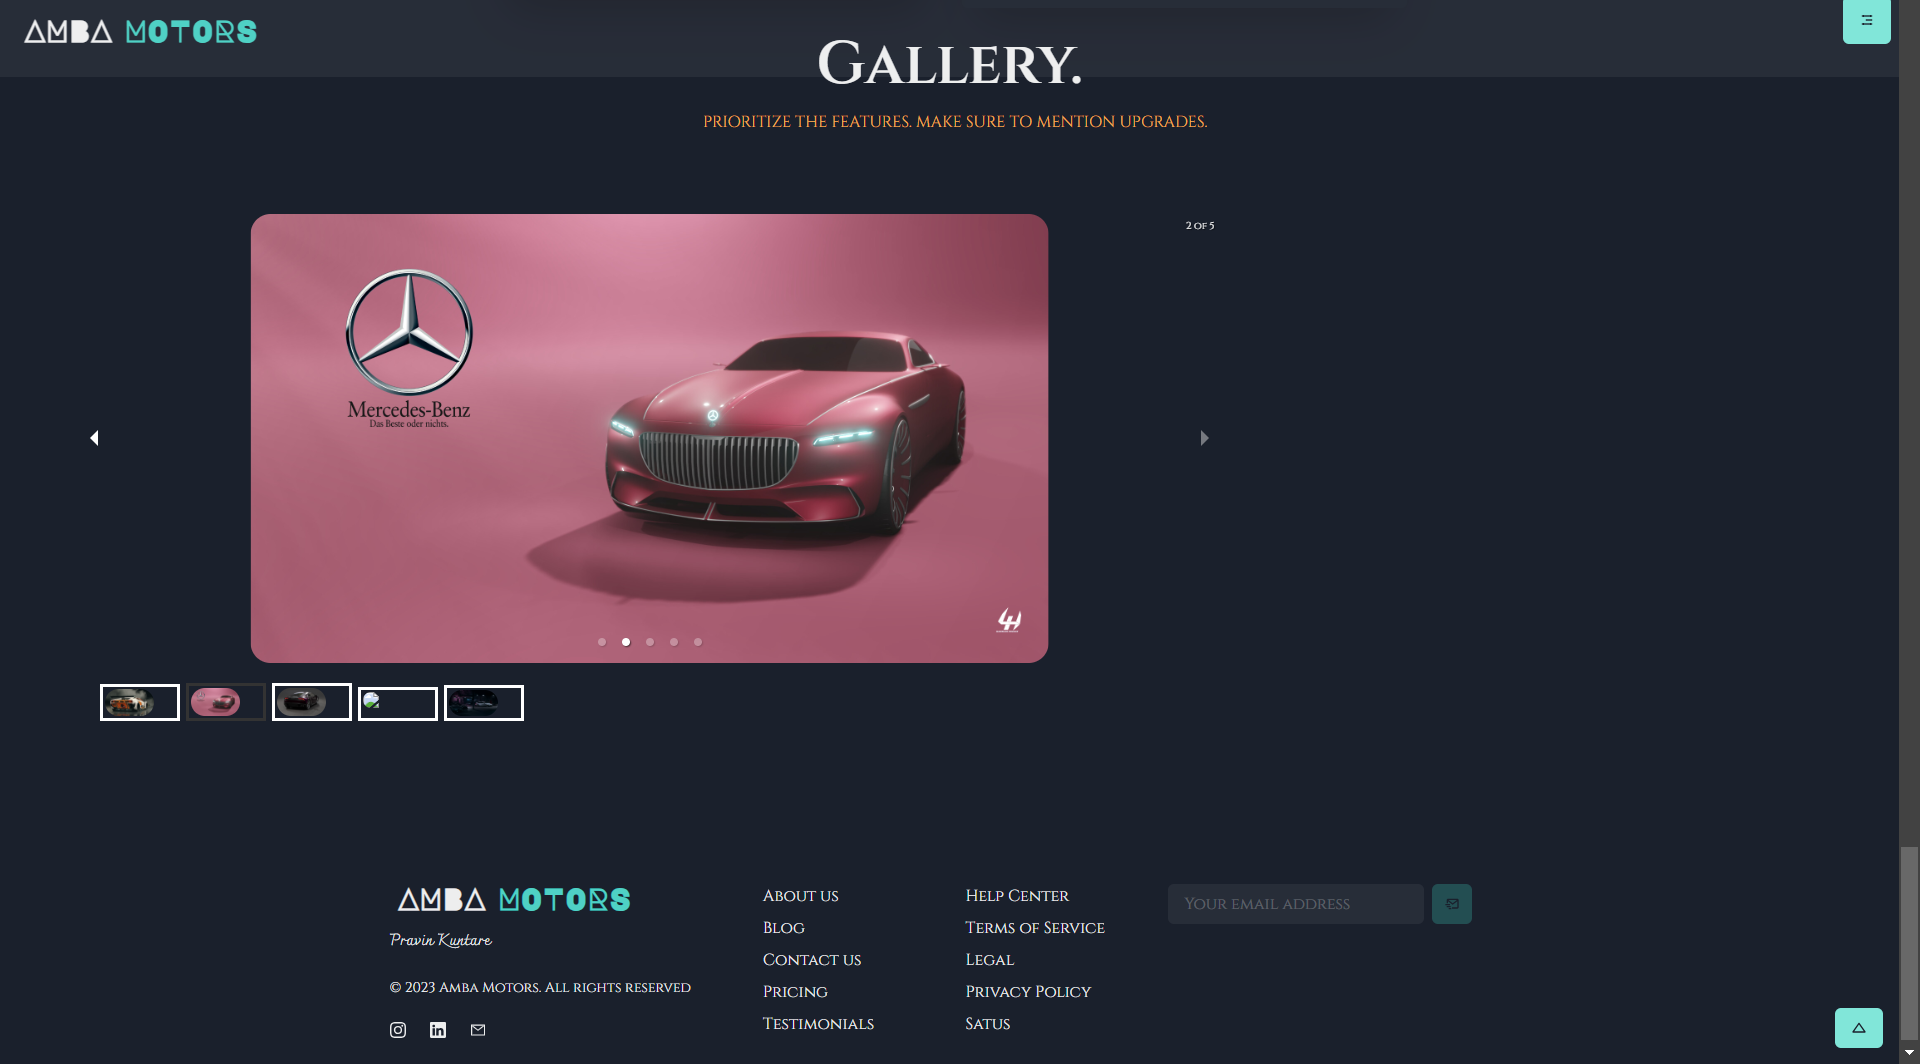 AMBA MOTORS
Gallery.
Prioritize the features. Make sure to mention upgrades.
2 of 5
Mercedes-Benz
Das Beste oder nichts.
AMBA MOTORS
Pravin Kuntare
© 2023 Amba Motors. All rights reserved
About us
Blog
Contact us
Pricing
Testimonials
Help Center
Terms of Service
Legal
Privacy Policy
Satus
Your email address